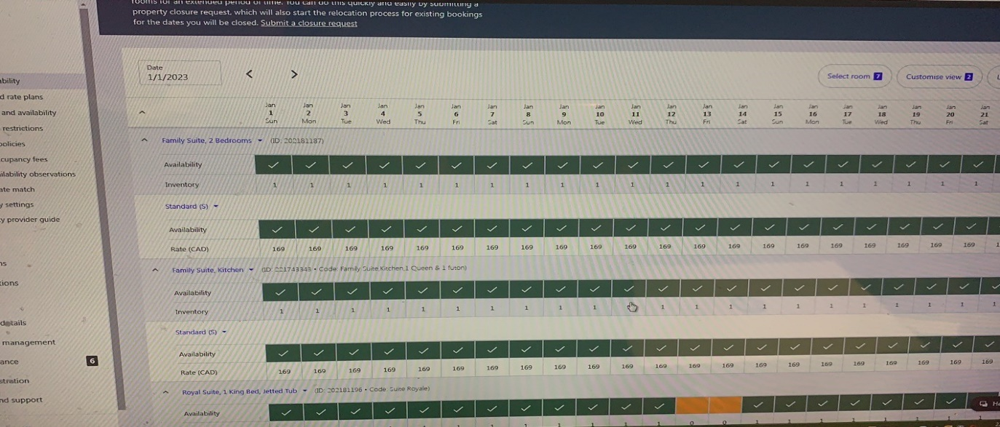 rooms for an extended period of time. You can do this quickly and easily by submitting a
property closure request, which will also start the relocation process for existing bookings
for the dates you will be closed. Submit a closure request
Date
1/1/2023
Select room 7
Customise view 2
Jan Jan Jan Jan Jan Jan Jan Jan Jan Jan Jan Jan Jan Jan Jan Jan Jan Jan Jan Jan Jan
1 2 3 4 5 6 7 8 9 10 11 12 13 14 15 16 17 18 19 20 21
Sun Mon Tue Wed Thu Fri Sat Sun Mon Tue Wed Thu Fri Sat Sun Mon Tue Wed Thu Fri Sat
Family Suite, 2 Bedrooms (ID: 202181187)
Availability
Inventory 1 1 1 1 1 1 1 1 1 1 1 1 1 1 1 1 1 1 1 1 1
Standard (S)
Availability
Rate (CAD) 169 169 169 169 169 169 169 169 169 169 169 169 169 169 169 169 169 169 169 169 1
Family Suite, Kitchen (ID: 221743343 • Code: Family Suite,Kitchen,1 Queen & 1 futon)
Availability
Inventory 1 1 1 1 1 1 1 1 1 1 1 1 1 1 1 1 1 1 1 1
Standard (S)
Availability
Rate (CAD) 169 169 169 169 169 169 169 169 169 169 169 169 169 169 169 169 169 169 169 169 169
Royal Suite, 1 King Bed, Jetted Tub (ID: 202181196 • Code: Suite Royale)
Availability
ability
d rate plans
and availability
restrictions
policies
cupancy fees
ilability observations
ate match
y settings
y provider guide
ns
tions
details
management
ance 6
stration
nd support
He